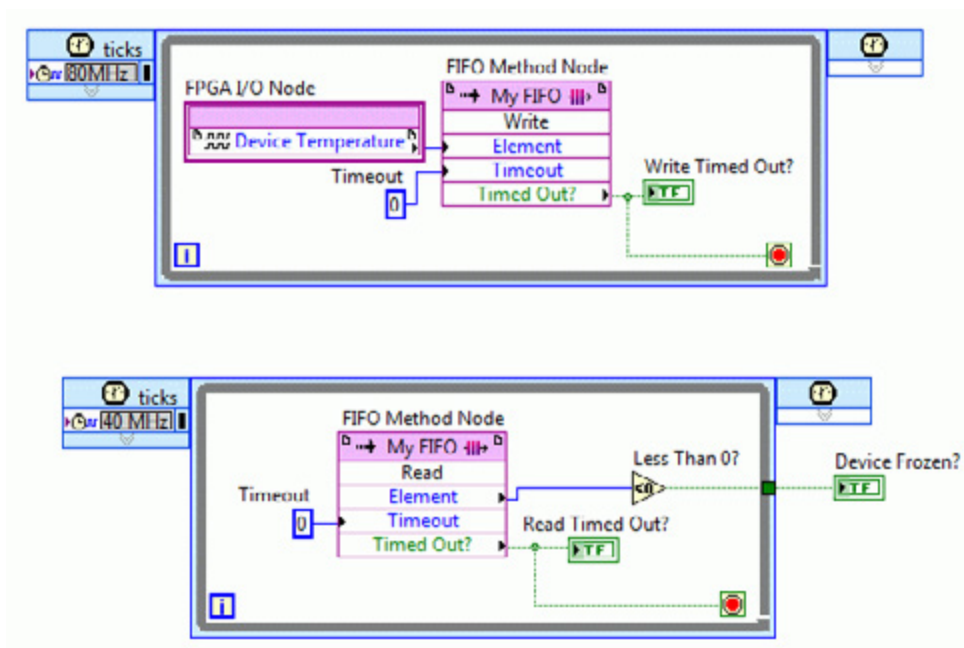 ticks
80MHz
FPGA I/O Node
FIFO Method Node
My FIFO
Write
Device Temperature
Element
Timeout
Timeout
0
Timed Out?
Write Timed Out?
TF
i
ticks
40 MHz
FIFO Method Node
My FIFO
Read
Less Than 0?
Device Frozen?
Timeout
Element
<0
TF
0
Timeout
Read Timed Out?
Timed Out?
TF
i